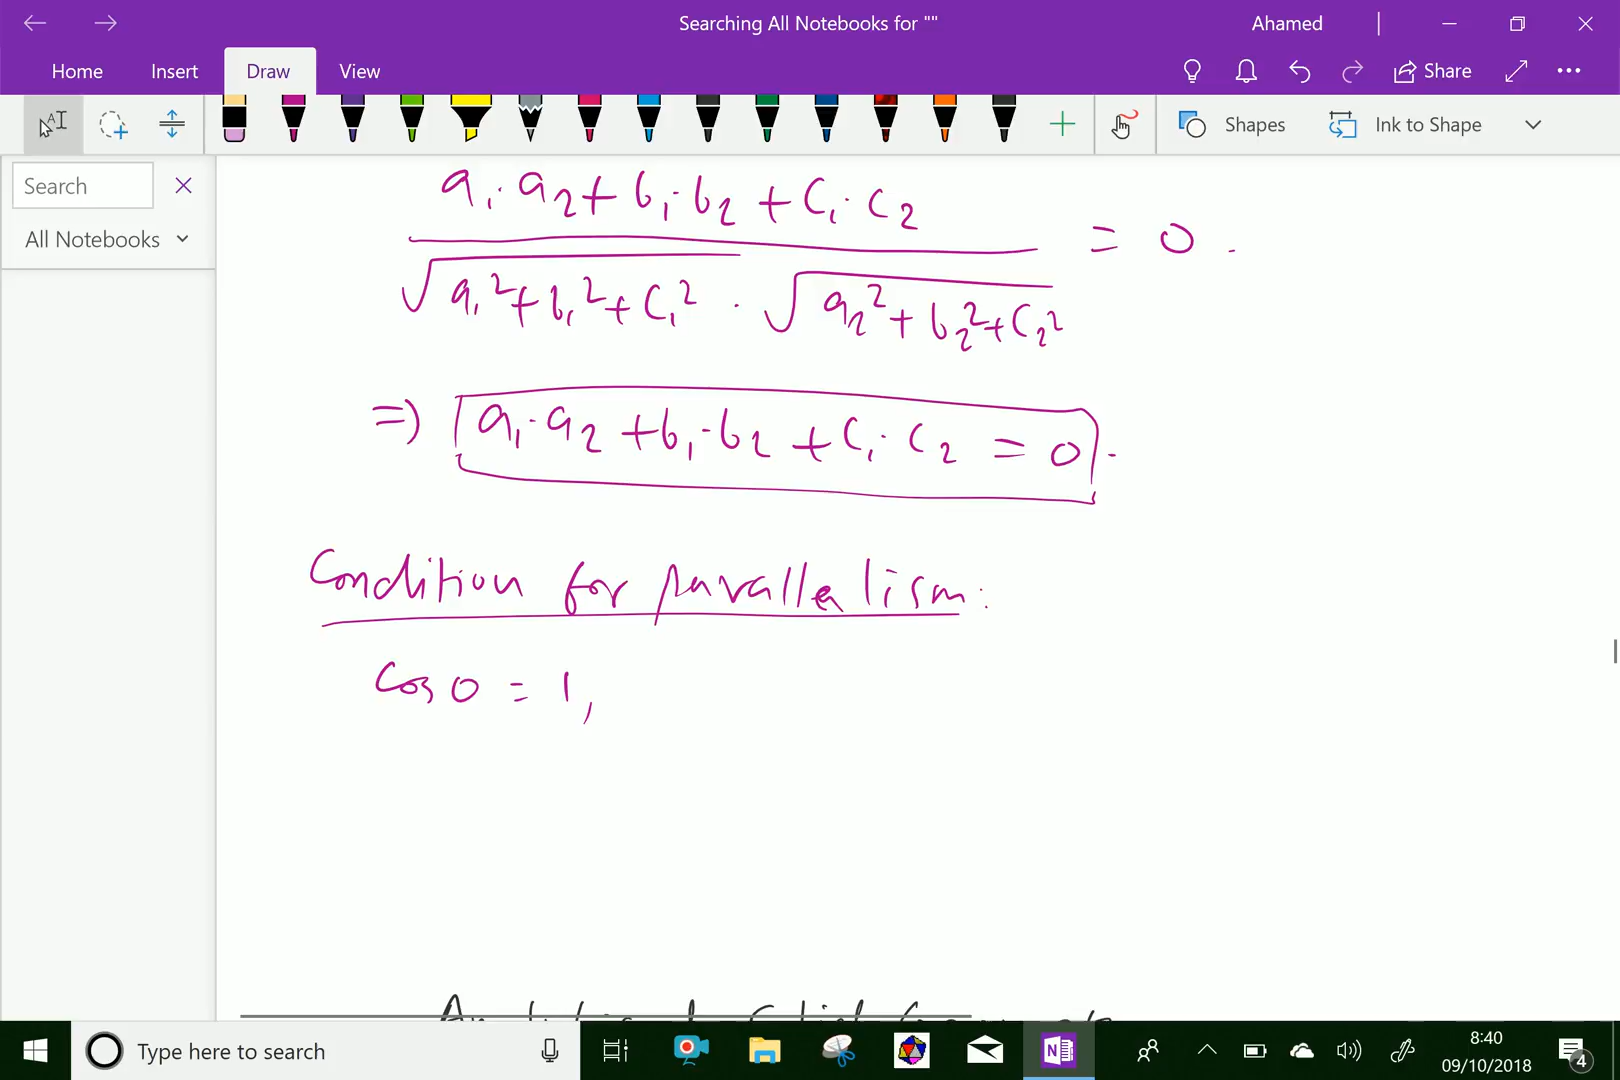 Searching All Notebooks for ""
Ahamed
Home Insert Draw View
Share
Shapes Ink to Shape
Search
All Notebooks
a₁·a₂+b₁·b₂+c₁·c₂
= 0.
√a₁²+b₁²+c₁² · √a₂²+b₂²+c₂²
=) a₁·a₂+b₁·b₂+c₁·c₂ = 0.
Condition for parallelism:
Cos 0 = 1,
Type here to search
8:40
09/10/2018
4